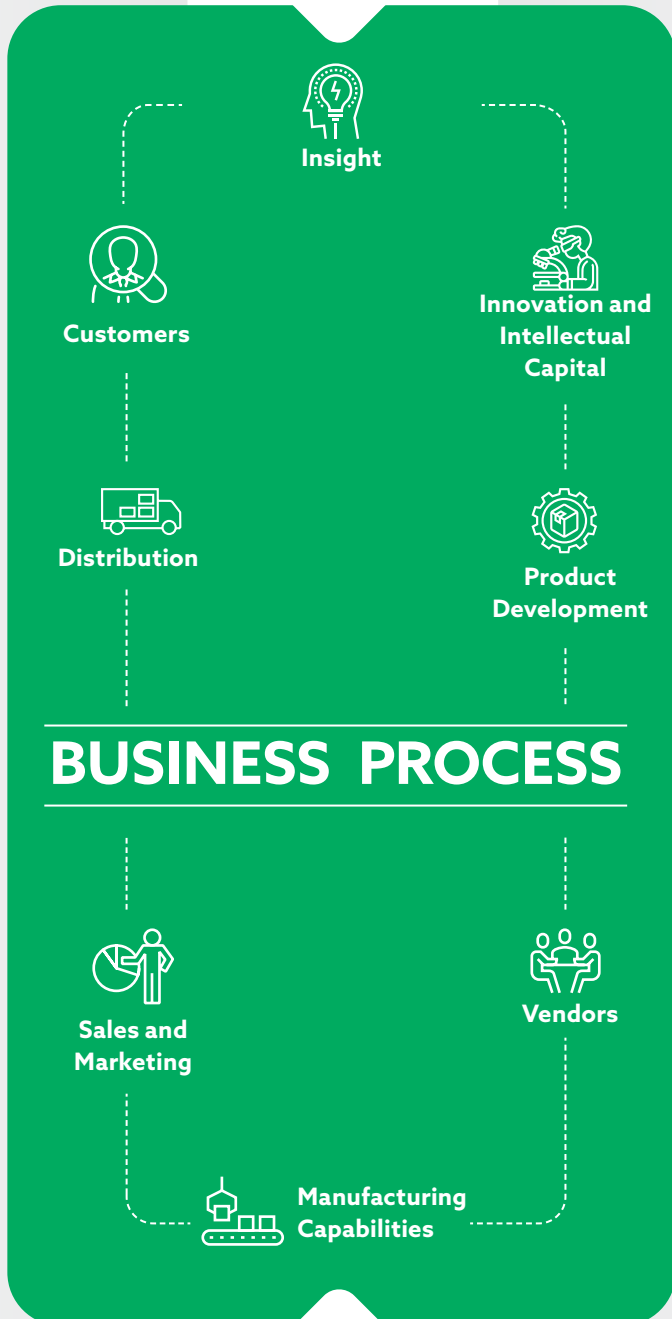 Insight
Customers
Innovation and
Intellectual
Capital
Distribution
Product
Development
BUSINESS PROCESS
Sales and
Marketing
Vendors
Manufacturing
Capabilities